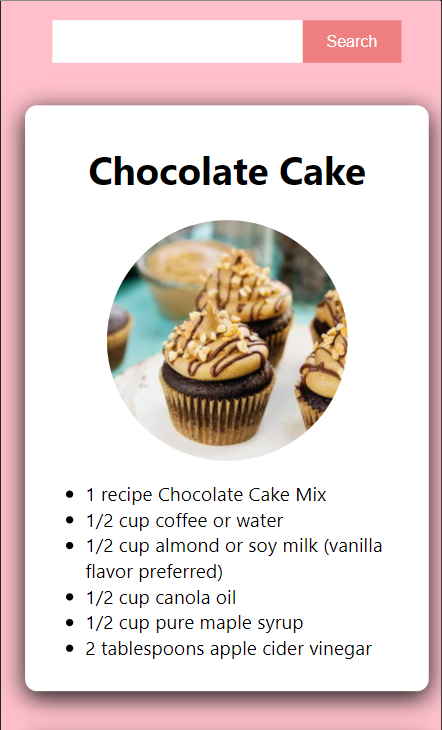 Search
Chocolate Cake
1 recipe Chocolate Cake Mix
1/2 cup coffee or water
1/2 cup almond or soy milk (vanilla
flavor preferred)
1/2 cup canola oil
1/2 cup pure maple syrup
2 tablespoons apple cider vinegar